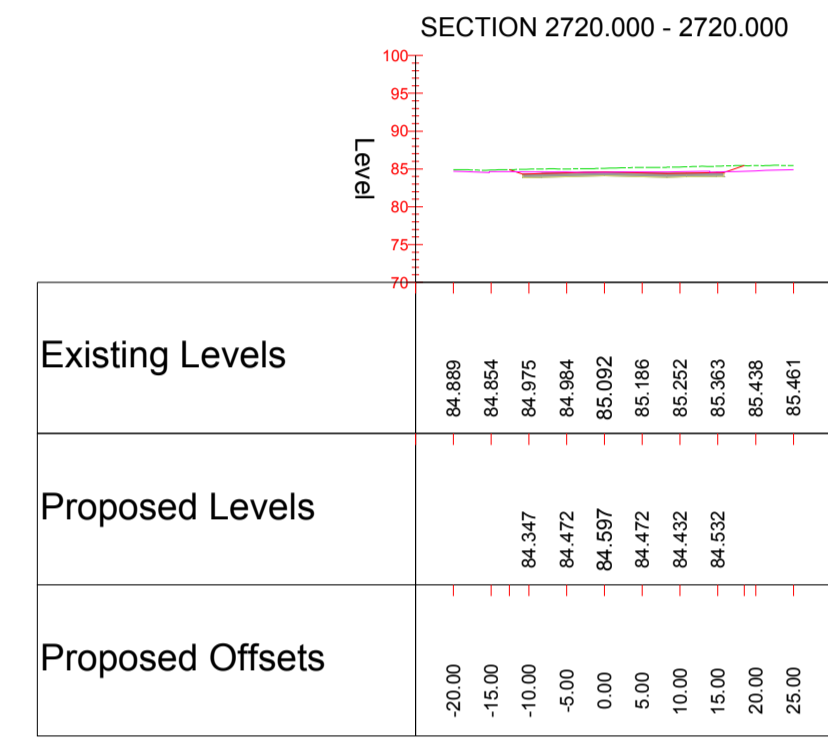 SECTION 2720.000 - 2720.000
100
95
90
85
80
75
70
Level
Existing Levels
84.889 84.854 84.975 84.984 85.092 85.186 85.252 85.363 85.438 85.461
Proposed Levels
84.347 84.472 84.597 84.472 84.432 84.532
Proposed Offsets
-20.00 -15.00 -10.00 -5.00 0.00 5.00 10.00 15.00 20.00 25.00